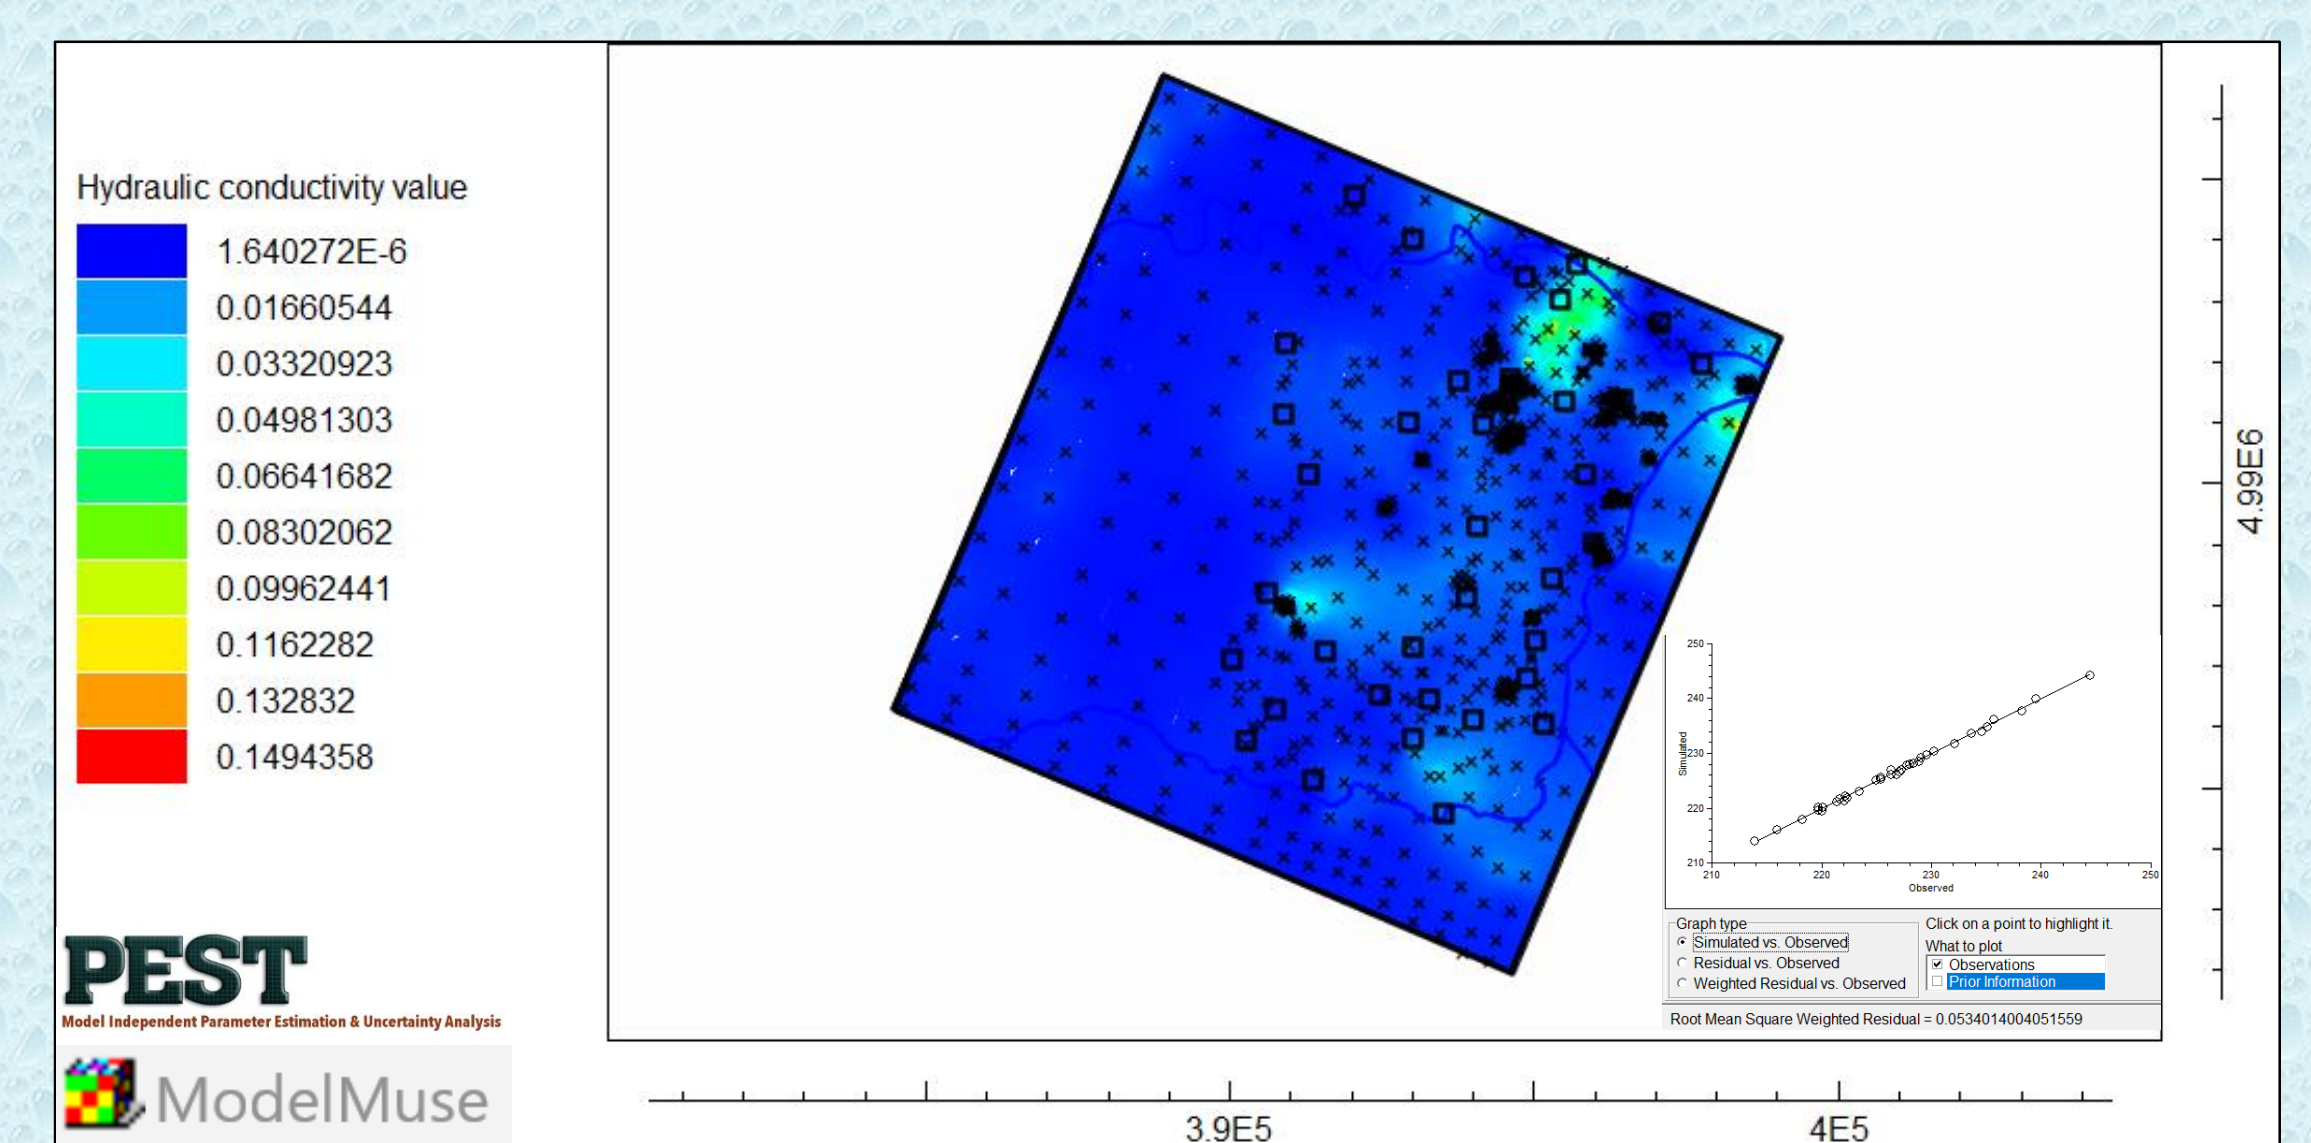 Hydraulic conductivity value
1.640272E-6
0.01660544
0.03320923
0.04981303
0.06641682
0.08302062
0.09962441
0.1162282
0.132832
0.1494358
PEST
Model Independent Parameter Estimation & Uncertainty Analysis
ModelMuse
4.99E6
3.9E5
4E5
250
240
230
220
210
Simulated
210
220
230
240
250
Observed
Graph type
Simulated vs. Observed
Residual vs. Observed
Weighted Residual vs. Observed
Click on a point to highlight it.
What to plot
Observations
Prior Information
Root Mean Square Weighted Residual = 0.0534014004051559